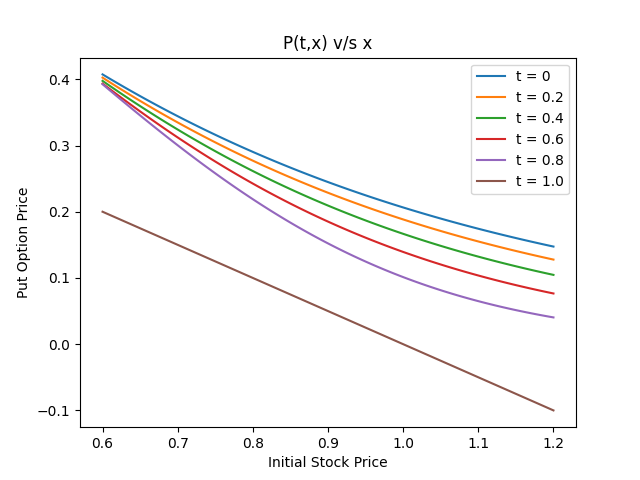 P(t,x) v/s x
Put Option Price
0.4
0.3
0.2
0.1
0.0
−0.1
t = 0
t = 0.2
t = 0.4
t = 0.6
t = 0.8
t = 1.0
0.6 0.7 0.8 0.9 1.0 1.1 1.2
Initial Stock Price